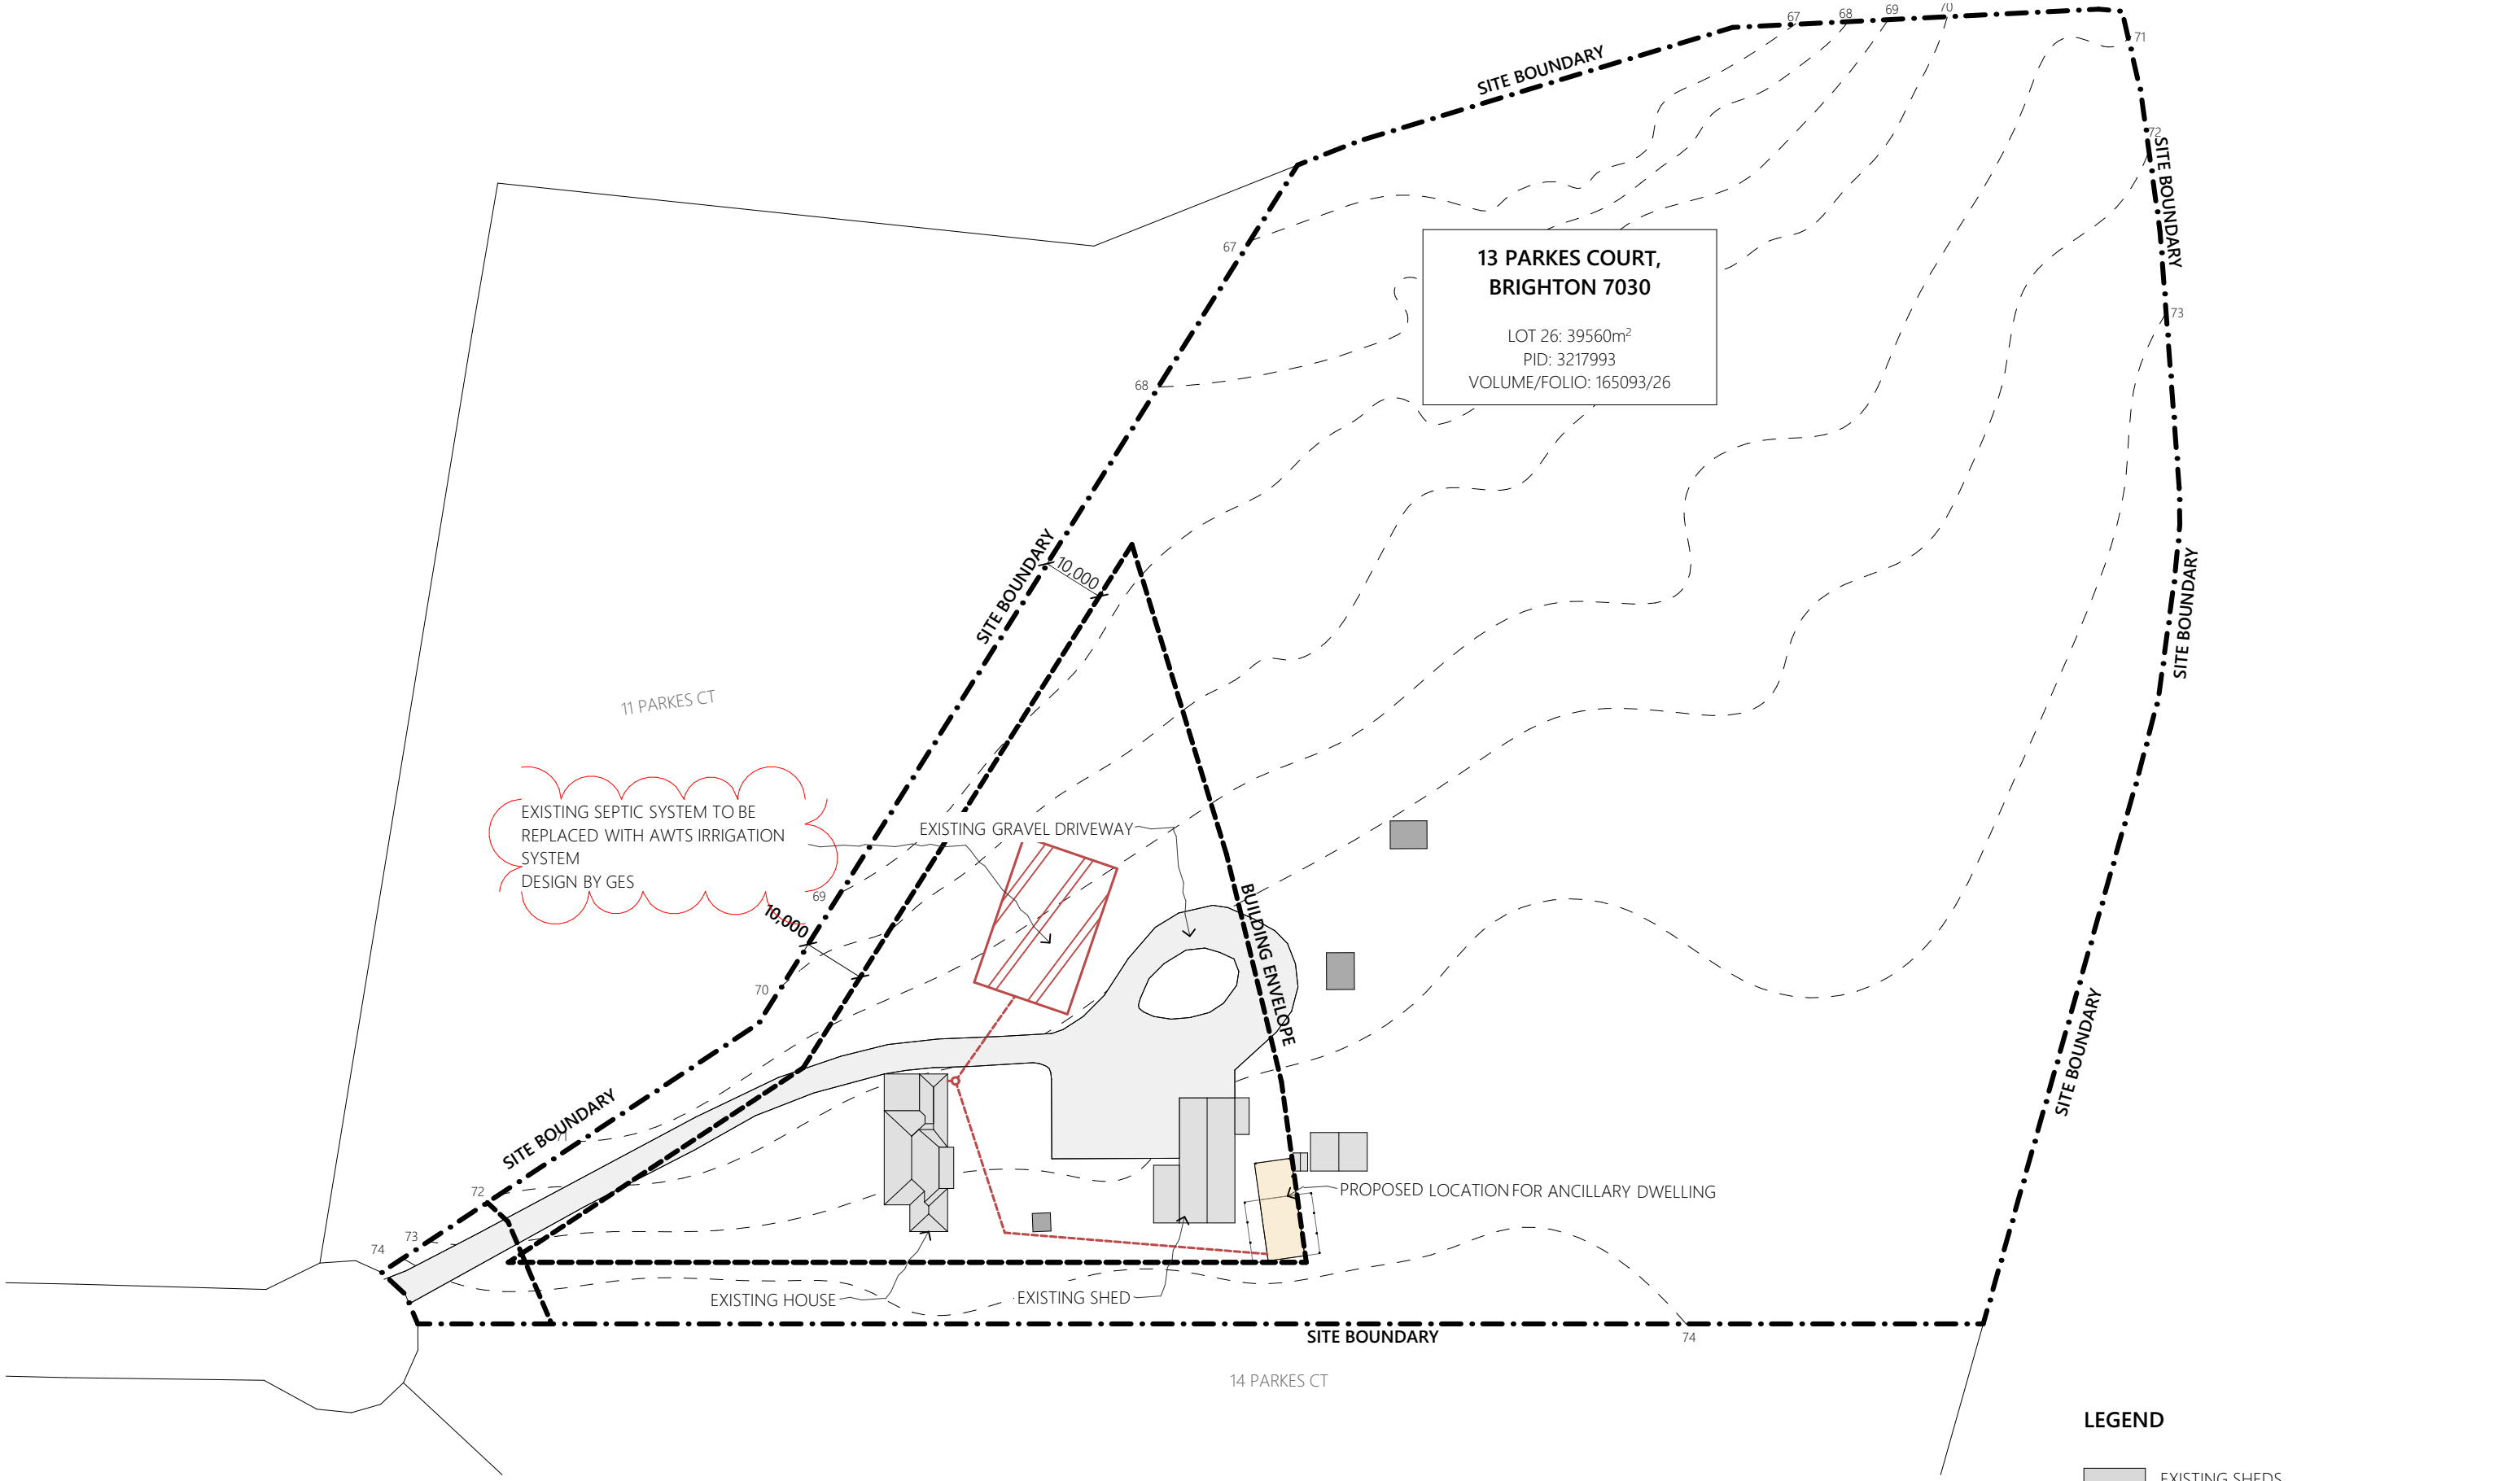 67
68
69
70
71
SITE BOUNDARY
72
SITE BOUNDARY
67
13 PARKES COURT,
BRIGHTON 7030
LOT 26: 39560m²
PID: 3217993
VOLUME/FOLIO: 165093/26
73
68
SITE BOUNDARY
10,000
SITE BOUNDARY
11 PARKES CT
EXISTING SEPTIC SYSTEM TO BE
REPLACED WITH AWTS IRRIGATION
SYSTEM
DESIGN BY GES
EXISTING GRAVEL DRIVEWAY
69
10,000
BUILDING ENVELOPE
70
SITE BOUNDARY
SITE BOUNDARY
71
72
PROPOSED LOCATION FOR ANCILLARY DWELLING
73
74
EXISTING HOUSE
EXISTING SHED
SITE BOUNDARY
74
14 PARKES CT
LEGEND
EXISTING SHEDS